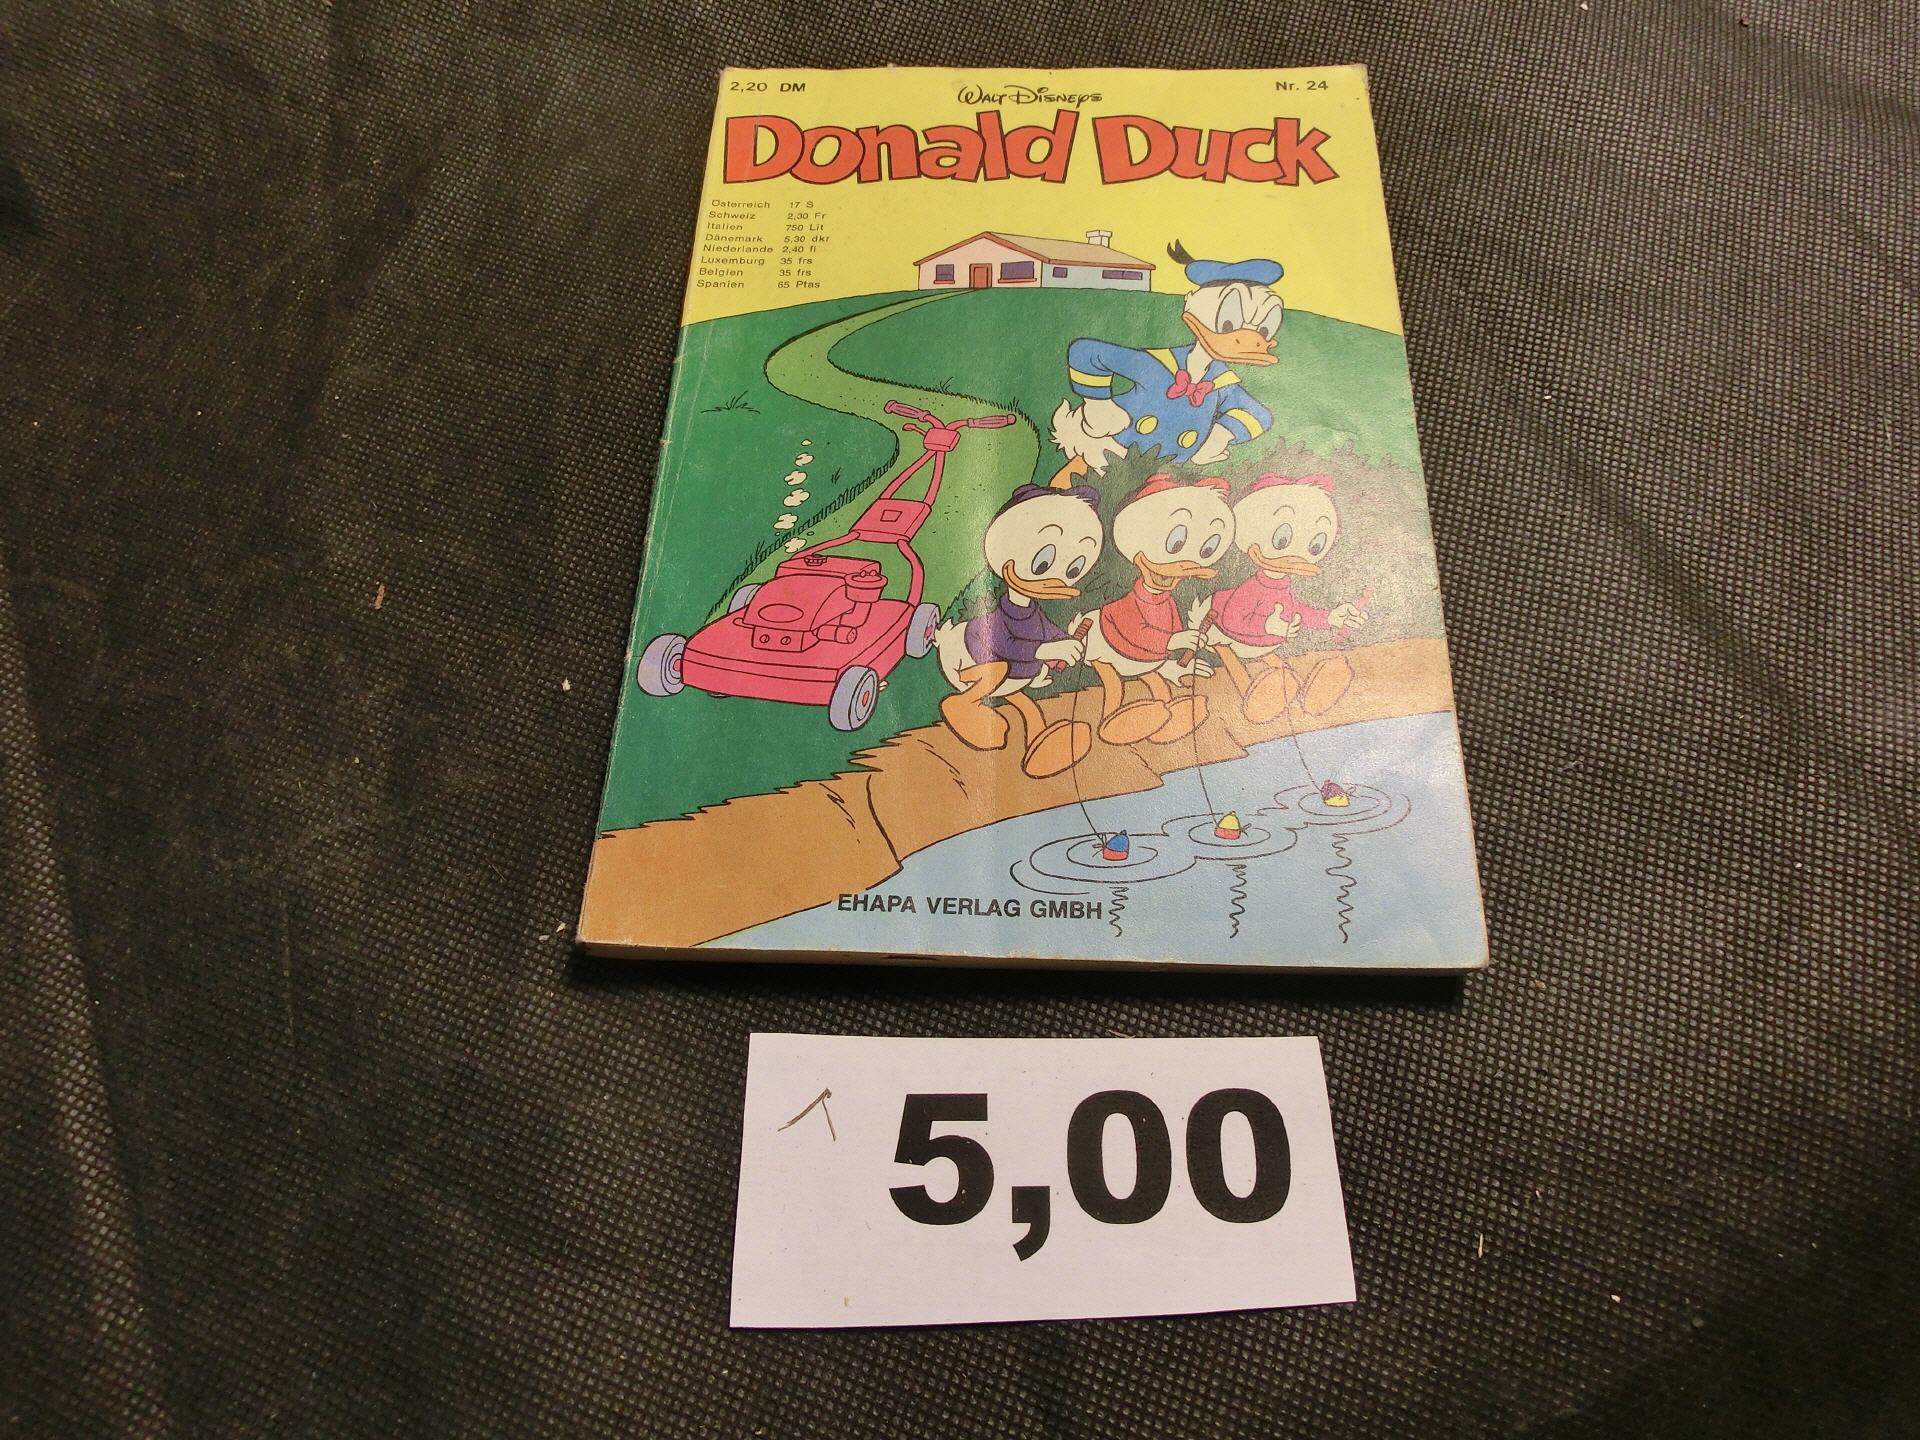 2,20 DM
Nr. 24
WALT DISNEYS
Donald Duck
Österreich 17 S
Schweiz 2,30 Fr
Italien 750 Lit
Dänemark 5,30 dkr
Niederlande 2,40 fl
Luxemburg 35 frs
Belgien 35 frs
Spanien 65 Ptas
EHAPA VERLAG GMBH
5,00